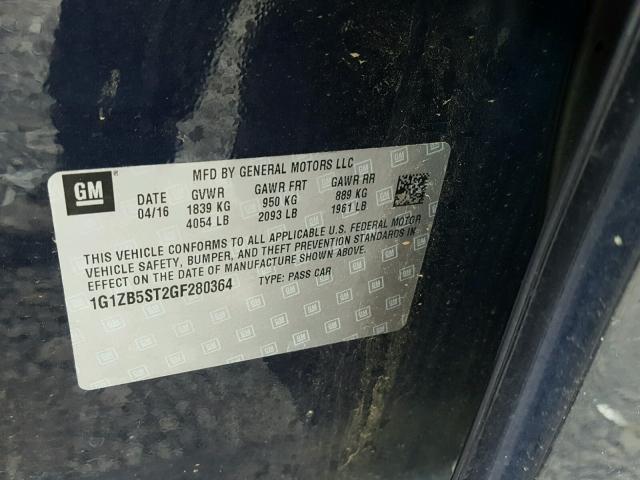 GM
MFD BY GENERAL MOTORS LLC
DATE GVWR GAWR FRT GAWR RR
04/16 1839 KG 950 KG 889 KG
4054 LB 2093 LB 1961 LB
THIS VEHICLE CONFORMS TO ALL APPLICABLE U.S. FEDERAL MOTOR
VEHICLE SAFETY, BUMPER, AND THEFT PREVENTION STANDARDS IN
EFFECT ON THE DATE OF MANUFACTURE SHOWN ABOVE.
1G1ZB5ST2GF280364 TYPE: PASS CAR